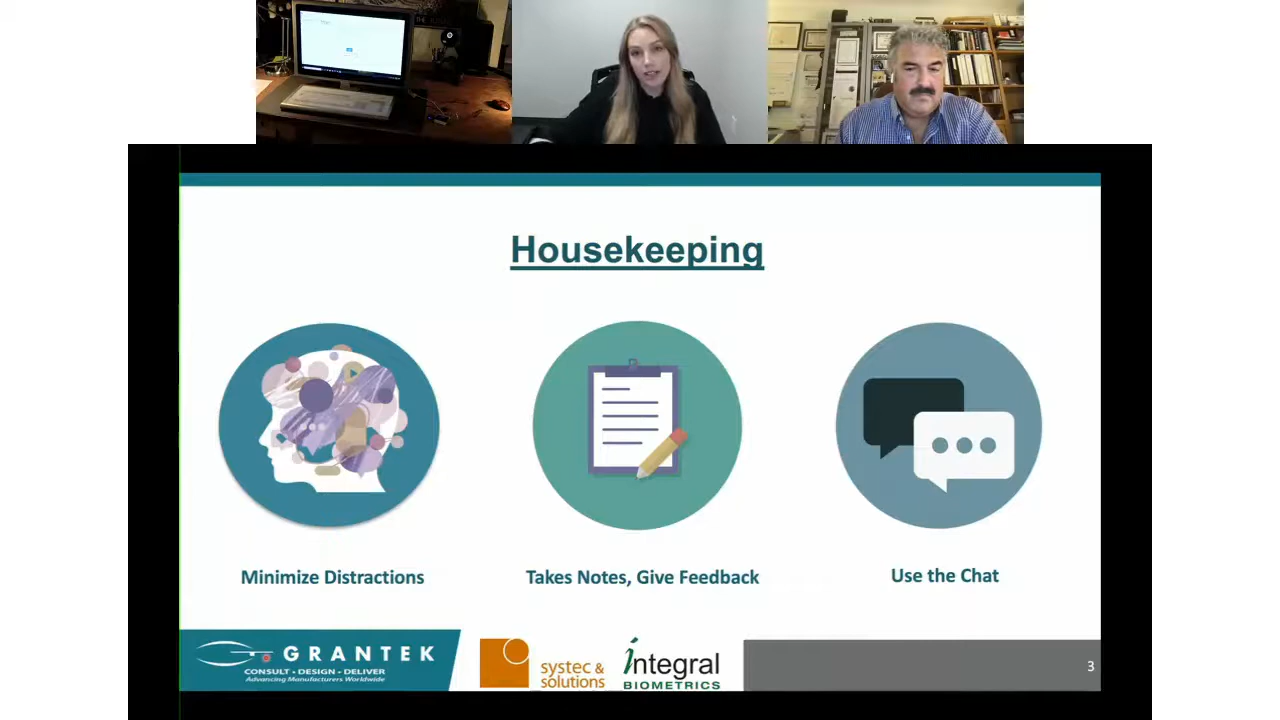 Housekeeping
Minimize Distractions
Takes Notes, Give Feedback
Use the Chat
GRANTEK
CONSULT • DESIGN • DELIVER
Advancing Manufacturers Worldwide
systec &
solutions
integral
BIOMETRICS
3